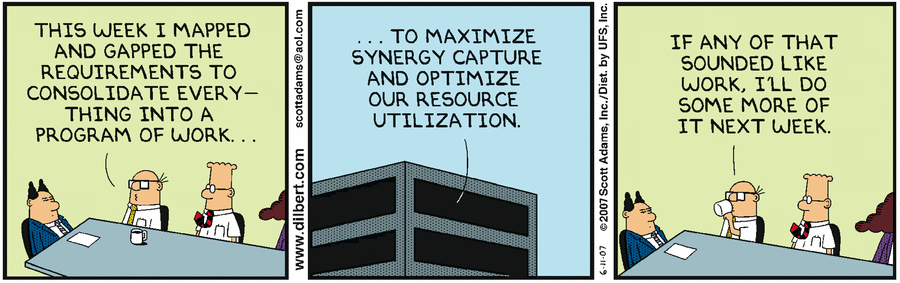 THIS WEEK I MAPPED
AND GAPPED THE
REQUIREMENTS TO
CONSOLIDATE EVERY–
THING INTO A
PROGRAM OF WORK. . .
www.dilbert.com scottadams@aol.com
. . . TO MAXIMIZE
SYNERGY CAPTURE
AND OPTIMIZE
OUR RESOURCE
UTILIZATION.
6-11-07 ©2007 Scott Adams, Inc./Dist. by UFS, Inc.
IF ANY OF THAT
SOUNDED LIKE
WORK, I'LL DO
SOME MORE OF
IT NEXT WEEK.